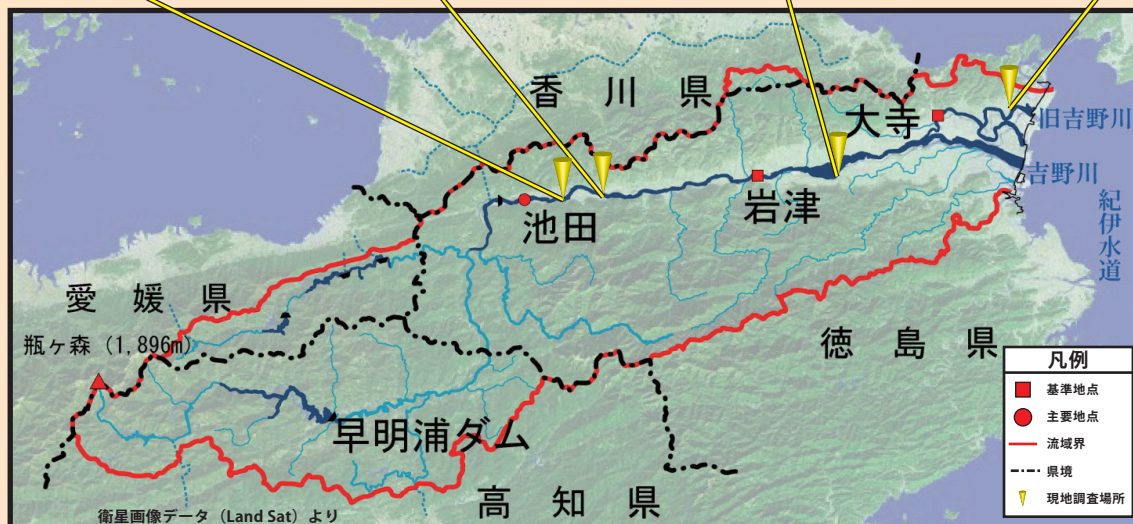 香川県
大寺
旧吉野川
吉野川
紀伊水道
岩津
池田
愛媛県
瓶ヶ森（1,896m）
徳島県
早明浦ダム
高知県
衛星画像データ（Land Sat）より
凡例
基準地点
主要地点
流域界
県境
現地調査場所